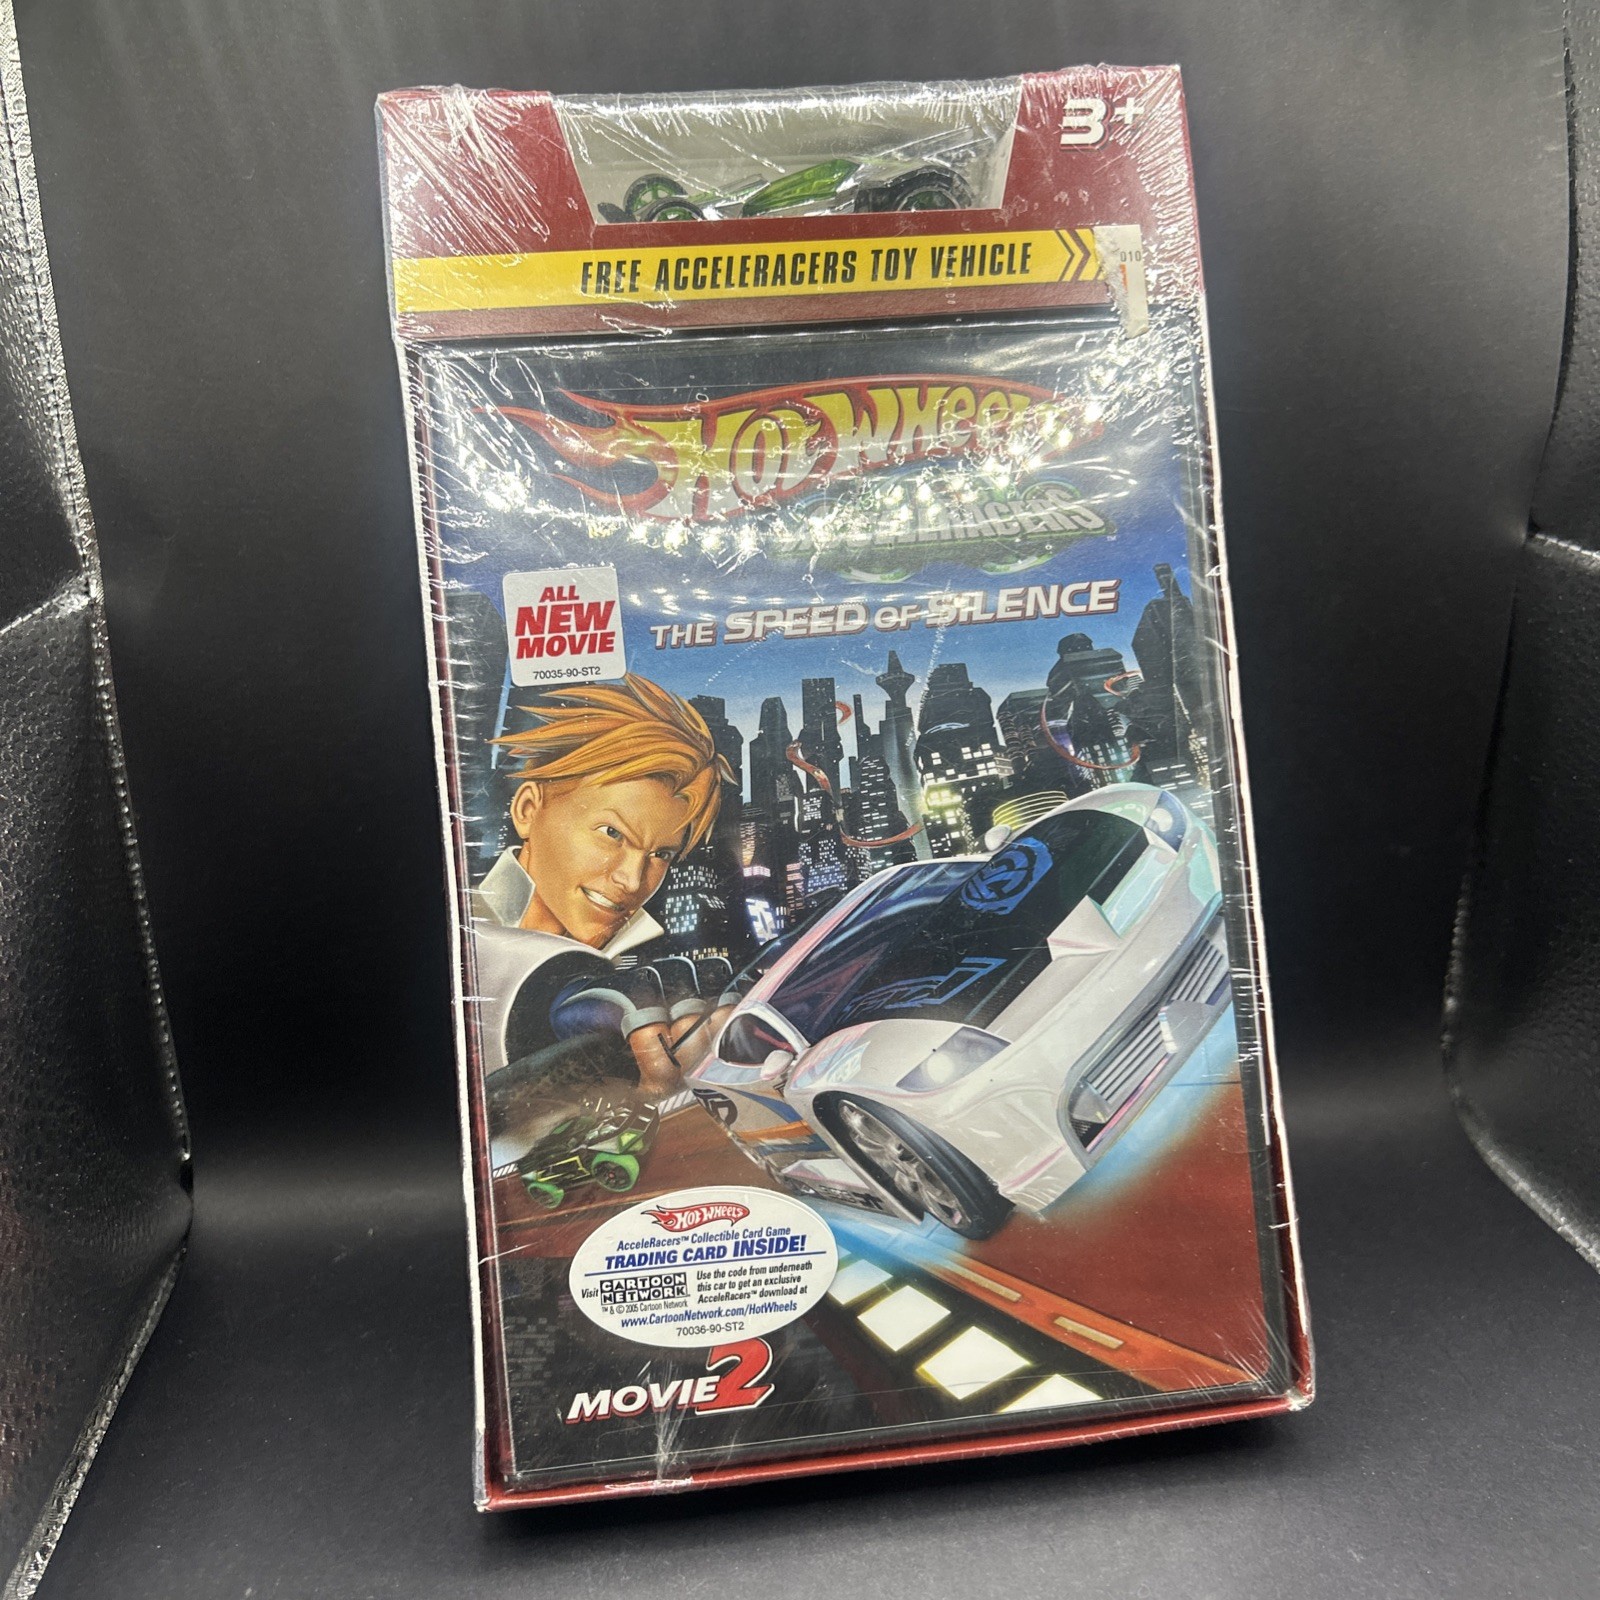 3+
FREE ACCELERACERS TOY VEHICLE
010
HOT WHEELS
ACCELERACERS
™
THE SPEED OF SILENCE
ALL
NEW
MOVIE
70035-90-ST2
HOT WHEELS
AcceleRacers™ Collectible Card Game
TRADING CARD INSIDE!
Visit CARTOON NETWORK
™ & © 2005 Cartoon Network
Use the code from underneath
this car to get an exclusive
AcceleRacers™ download at
www.CartoonNetwork.com/HotWheels
70036-90-ST2
MOVIE 2